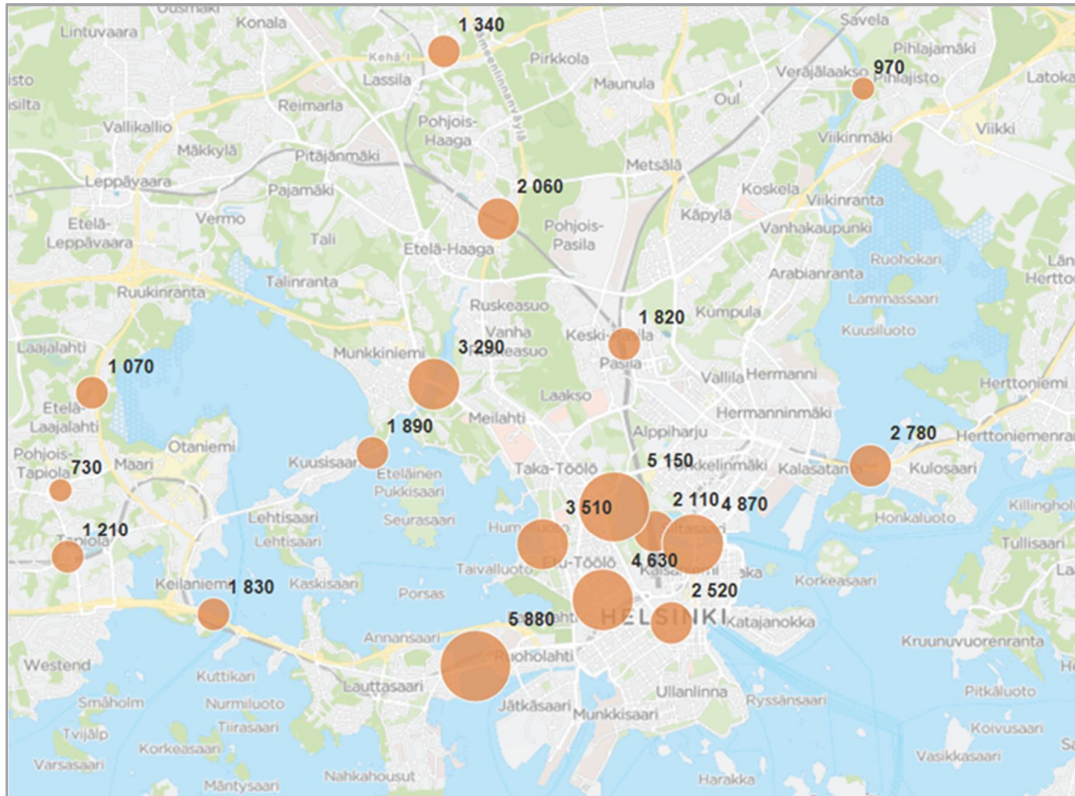 Ousmäki
Konala
Savela
Lintuvaara
1 340
Pihlajamäki
Kehä I
Pirkkola
Lassila
Hämeenlinnanväylä
Maunula
Veräjälaakso
970
Pihlajisto
Latoka
Oul
Reimarla
Pohjois-
Haaga
Vallikallio
Viikinmäki
Viikki
Mäkkylä
Pitäjänmäki
Metsälä
Leppävaara
Pajamäki
2 060
Koskela
Viikinranta
Etelä-
Leppävaara
Vermo
Tali
Pohjois-
Pasila
Käpylä
Vanhakaupunki
Etelä-Haaga
Ruohokari
Talinranta
Arabianranta
Ruukinranta
Ruskeasuo
Lammassaari
Kumpula
1 820
Kuusiluoto
Laajalahti
Munkkiniemi
3 290
Vanha
Ruskeasuo
Pasila
1 070
Vallila
Hermanni
Herttoniemi
Laakso
Etelä-
Laajalahti
Meilahti
Hermanninmäki
Otaniemi
1 890
Alppiharju
2 780
Herttoniemenran
Pohjois-
Tapiola
730
Maari
Kuusisaari
Taka-Töölö
5 150
Kalasatama
Kulosaari
Eteläinen
Pukkisaari
3 510
2 110
4 870
Killingholm
Lehtisaari
Seurasaari
Honkaluoto
1 210
Tapiola
Lehtisaari
Tullisaari
4 630
Etu-Töölö
Keilaniemi
Kaskisaari
Taivalluoto
Korkeasaari
1 830
Porsas
2 520
5 880
HELSINKI
Katajanokka
Annansaari
Kruunuvuorenranta
Westend
Ruoholahti
Kuttikari
Lauttasaari
Ullanlinna
Pitkäluoto
Smäholm
Nurmiluoto
Jätkäsaari
Ryssänsaari
Tiirasaari
Munkkisaari
Koivusaari
Tvijälp
Korkeasaari
Vasikkasaari
Varsasaari
Nahkahousut
Harakka
Mäntysaari